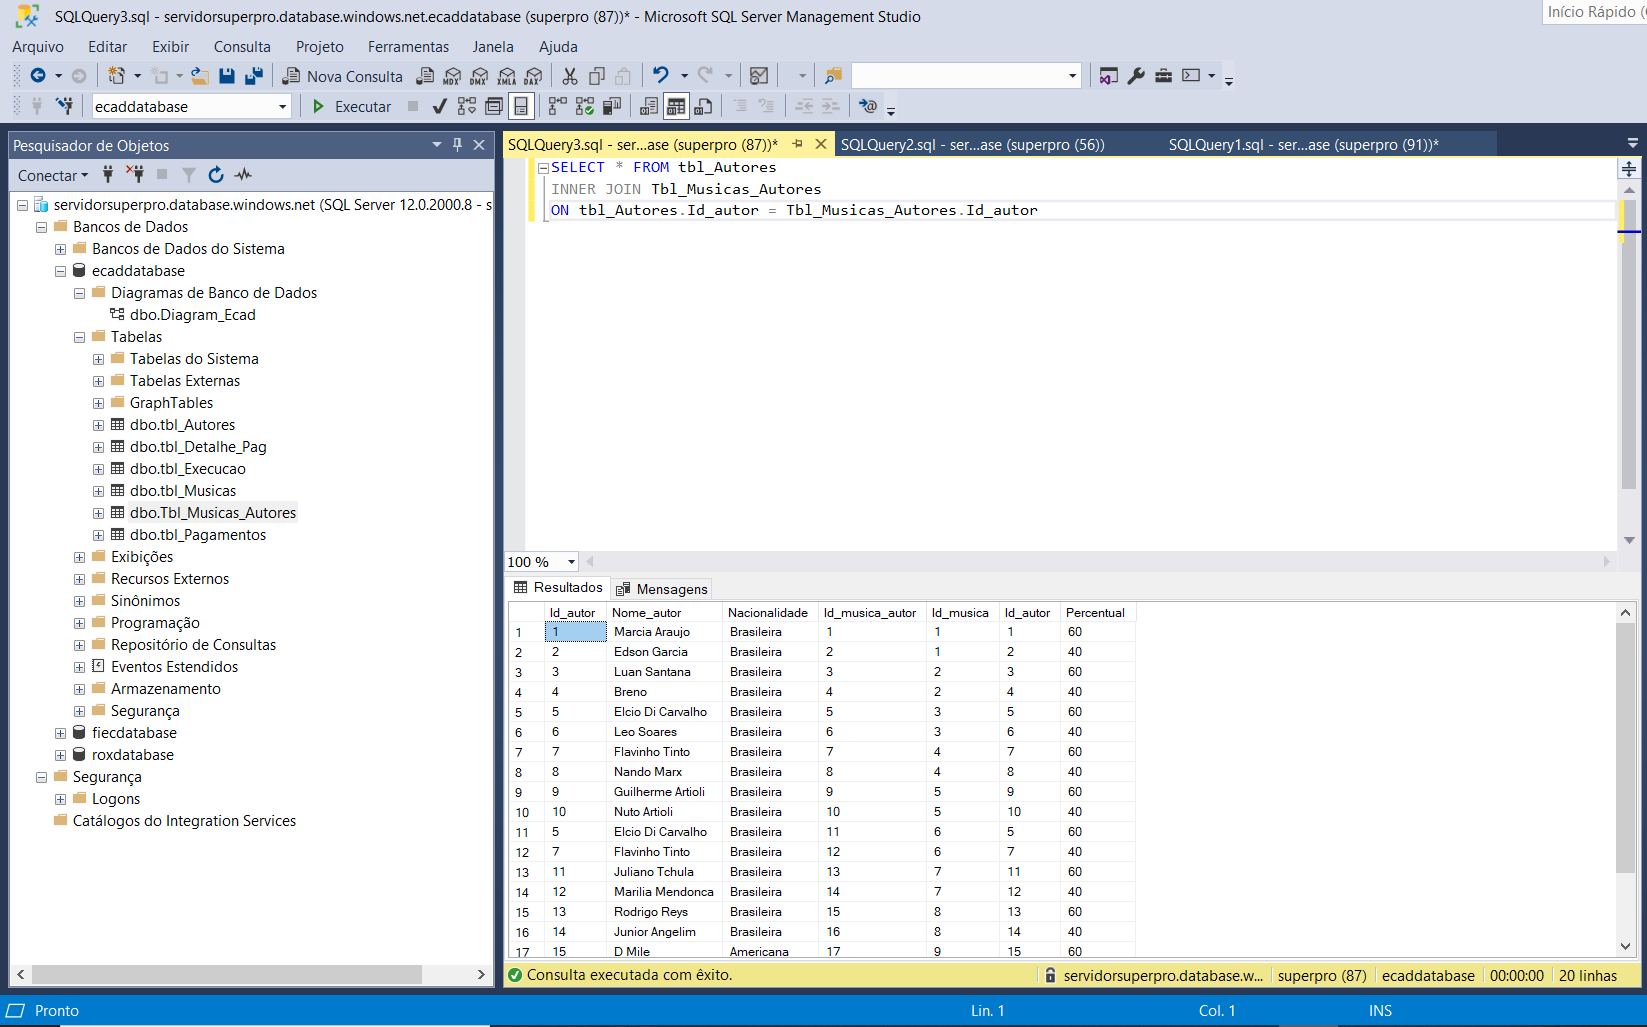 SQLQuery3.sql - servidorsuperpro.database.windows.net.ecaddatabase (superpro (87))* - Microsoft SQL Server Management Studio
Início Rápido (
Arquivo Editar Exibir Consulta Projeto Ferramentas Janela Ajuda
Nova Consulta MDX DMX XMLA DAX
ecaddatabase Executar
Pesquisador de Objetos
Conectar
servidorsuperpro.database.windows.net (SQL Server 12.0.2000.8 - s
Bancos de Dados
Bancos de Dados do Sistema
ecaddatabase
Diagramas de Banco de Dados
dbo.Diagram_Ecad
Tabelas
Tabelas do Sistema
Tabelas Externas
GraphTables
dbo.tbl_Autores
dbo.tbl_Detalhe_Pag
dbo.tbl_Execucao
dbo.tbl_Musicas
dbo.Tbl_Musicas_Autores
dbo.tbl_Pagamentos
Exibições
Recursos Externos
Sinônimos
Programação
Repositório de Consultas
Eventos Estendidos
Armazenamento
Segurança
fiecdatabase
roxdatabase
Segurança
Logons
Catálogos do Integration Services
SQLQuery3.sql - ser...ase (superpro (87))* SQLQuery2.sql - ser...ase (superpro (56)) SQLQuery1.sql - ser...ase (superpro (91))*
SELECT * FROM tbl_Autores
INNER JOIN Tbl_Musicas_Autores
ON tbl_Autores.Id_autor = Tbl_Musicas_Autores.Id_autor
100 %
Resultados Mensagens
Id_autor Nome_autor Nacionalidade Id_musica_autor Id_musica Id_autor Percentual
1 1 Marcia Araujo Brasileira 1 1 1 60
2 2 Edson Garcia Brasileira 2 1 2 40
3 3 Luan Santana Brasileira 3 2 3 60
4 4 Breno Brasileira 4 2 4 40
5 5 Elcio Di Carvalho Brasileira 5 3 5 60
6 6 Leo Soares Brasileira 6 3 6 40
7 7 Flavinho Tinto Brasileira 7 4 7 60
8 8 Nando Marx Brasileira 8 4 8 40
9 9 Guilherme Artioli Brasileira 9 5 9 60
10 10 Nuto Artioli Brasileira 10 5 10 40
11 5 Elcio Di Carvalho Brasileira 11 6 5 60
12 7 Flavinho Tinto Brasileira 12 6 7 40
13 11 Juliano Tchula Brasileira 13 7 11 60
14 12 Marilia Mendonca Brasileira 14 7 12 40
15 13 Rodrigo Reys Brasileira 15 8 13 60
16 14 Junior Angelim Brasileira 16 8 14 40
17 15 D Mile Americana 17 9 15 60
Consulta executada com êxito. servidorsuperpro.database.w... superpro (87) ecaddatabase 00:00:00 20 linhas
Pronto Lin. 1 Col. 1 INS